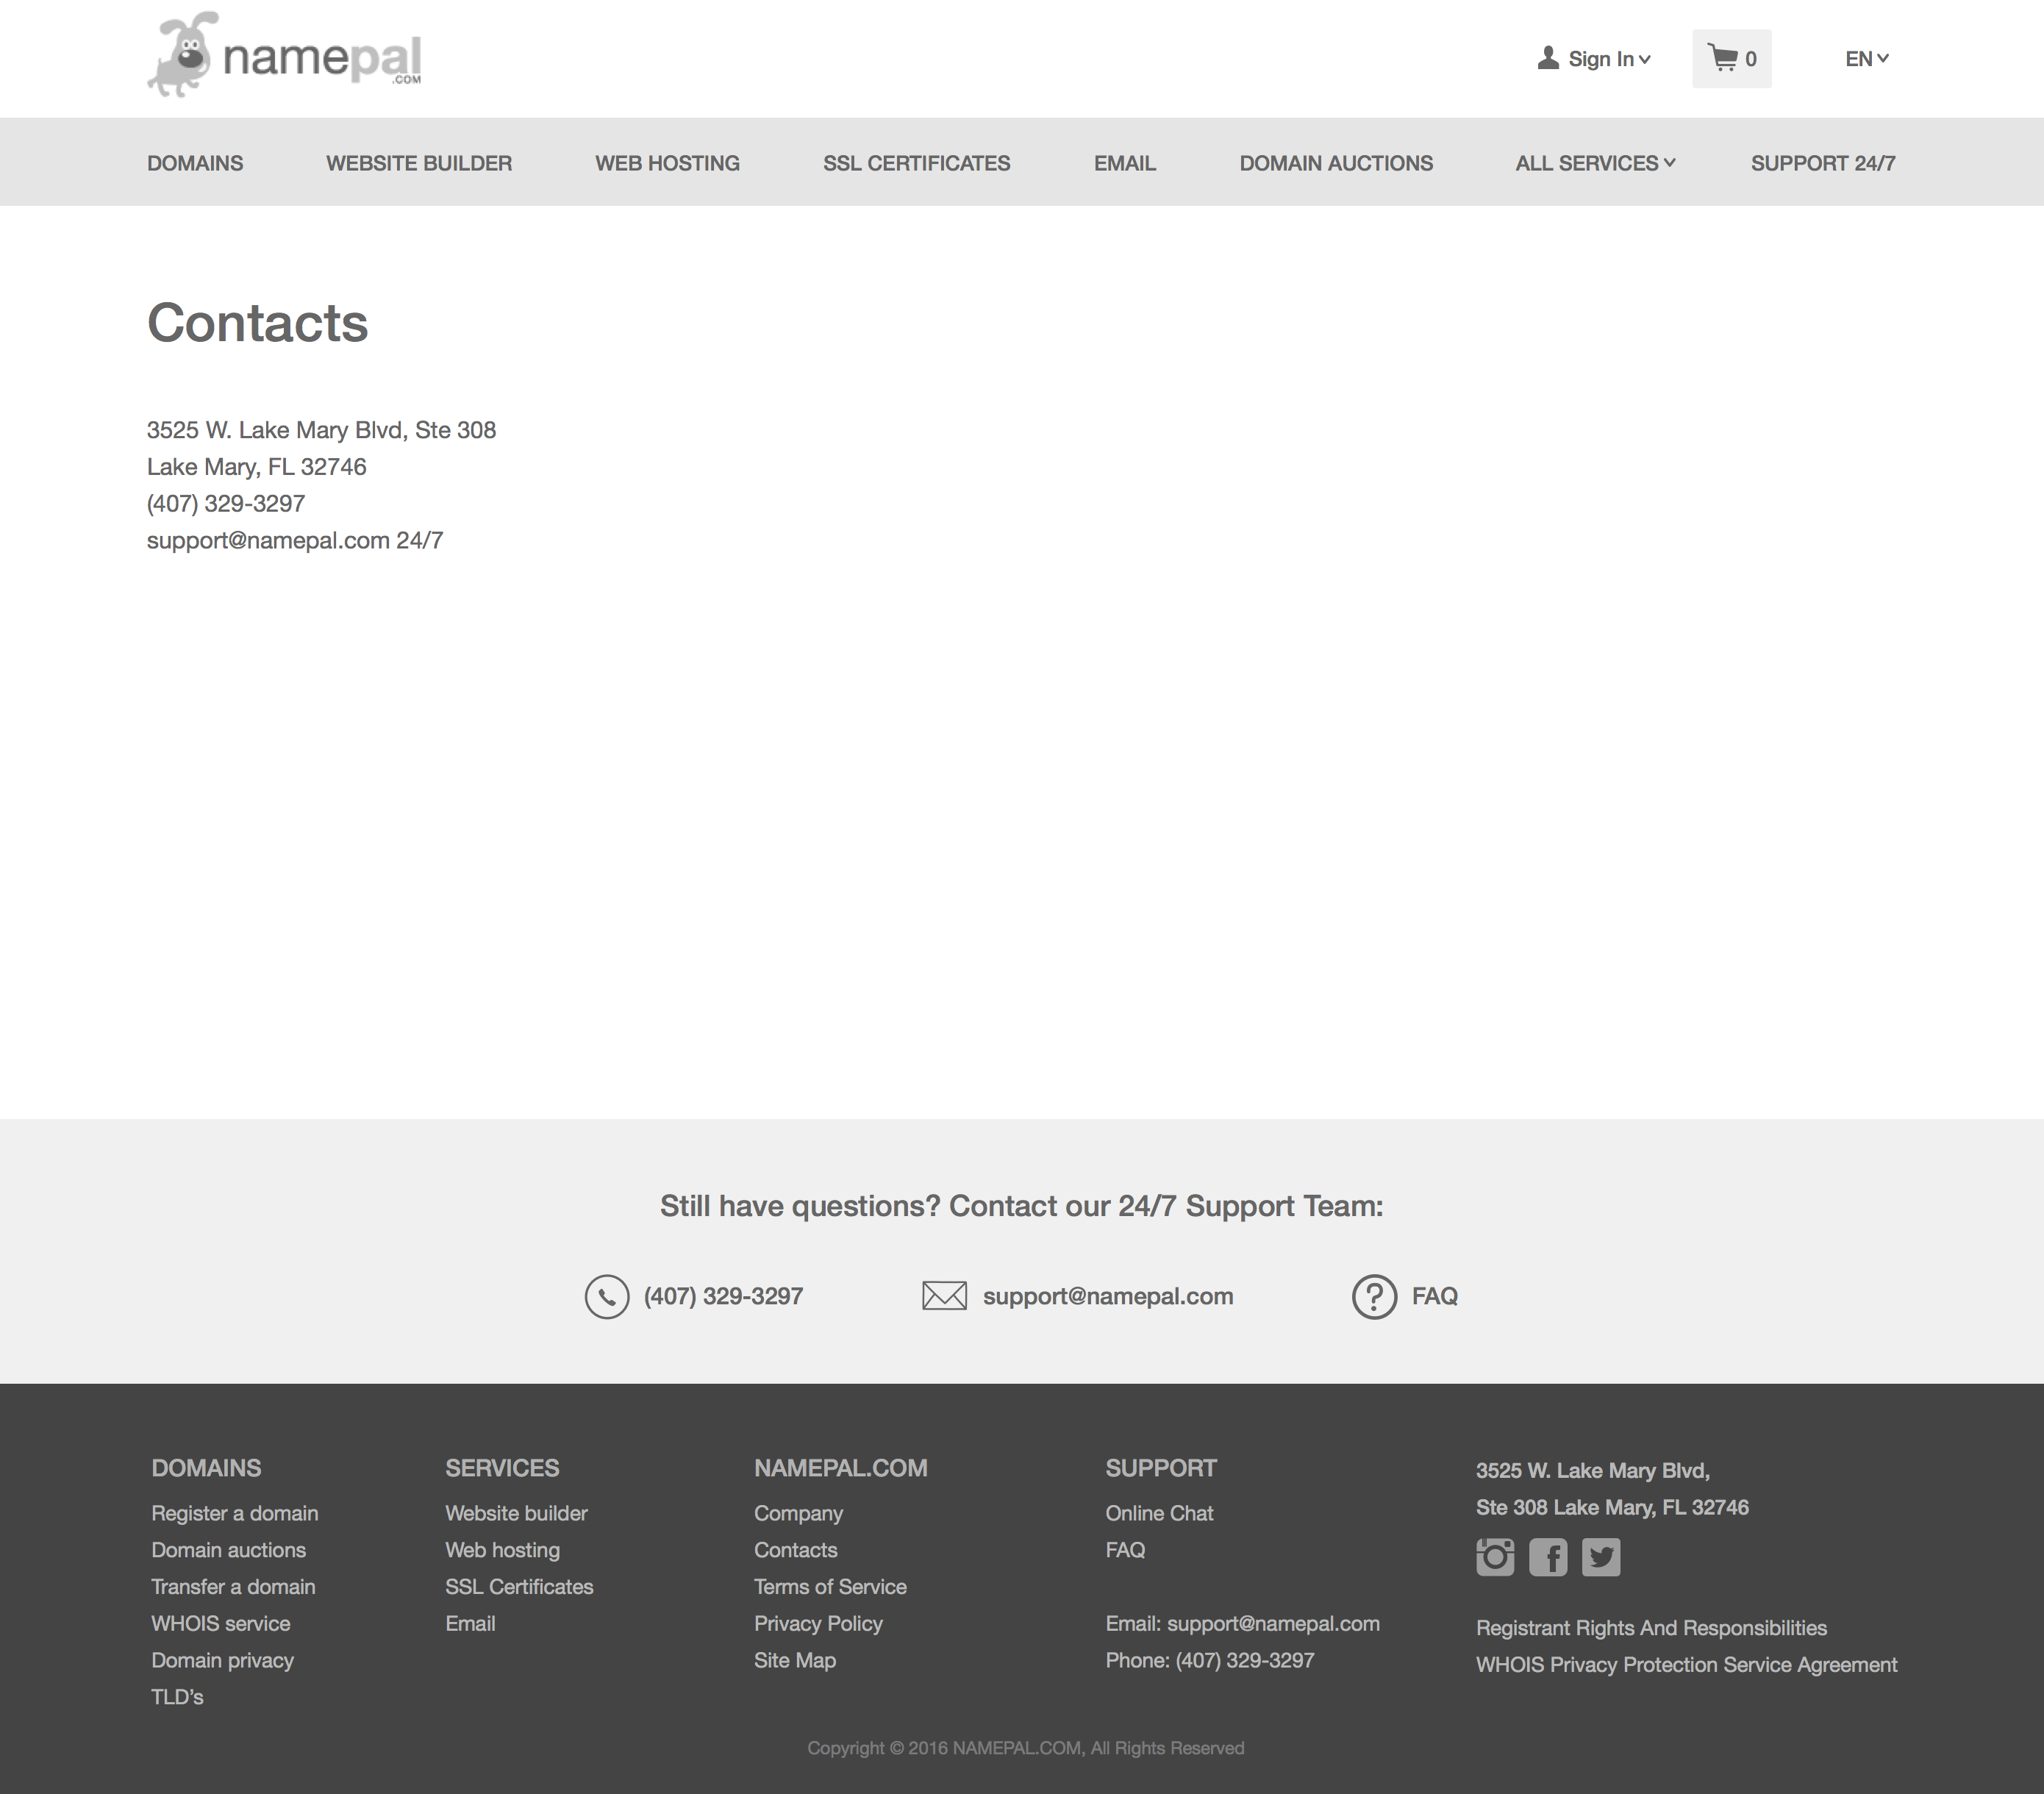 namepal
.COM
Sign In
0
EN
DOMAINS
WEBSITE BUILDER
WEB HOSTING
SSL CERTIFICATES
EMAIL
DOMAIN AUCTIONS
ALL SERVICES
SUPPORT 24/7
Contacts
3525 W. Lake Mary Blvd, Ste 308
Lake Mary, FL 32746
(407) 329-3297
support@namepal.com 24/7
Still have questions? Contact our 24/7 Support Team:
(407) 329-3297
support@namepal.com
FAQ
DOMAINS
Register a domain
Domain auctions
Transfer a domain
WHOIS service
Domain privacy
TLD’s
SERVICES
Website builder
Web hosting
SSL Certificates
Email
NAMEPAL.COM
Company
Contacts
Terms of Service
Privacy Policy
Site Map
SUPPORT
Online Chat
FAQ
Email: support@namepal.com
Phone: (407) 329-3297
3525 W. Lake Mary Blvd,
Ste 308 Lake Mary, FL 32746
Registrant Rights And Responsibilities
WHOIS Privacy Protection Service Agreement
Copyright © 2016 NAMEPAL.COM, All Rights Reserved